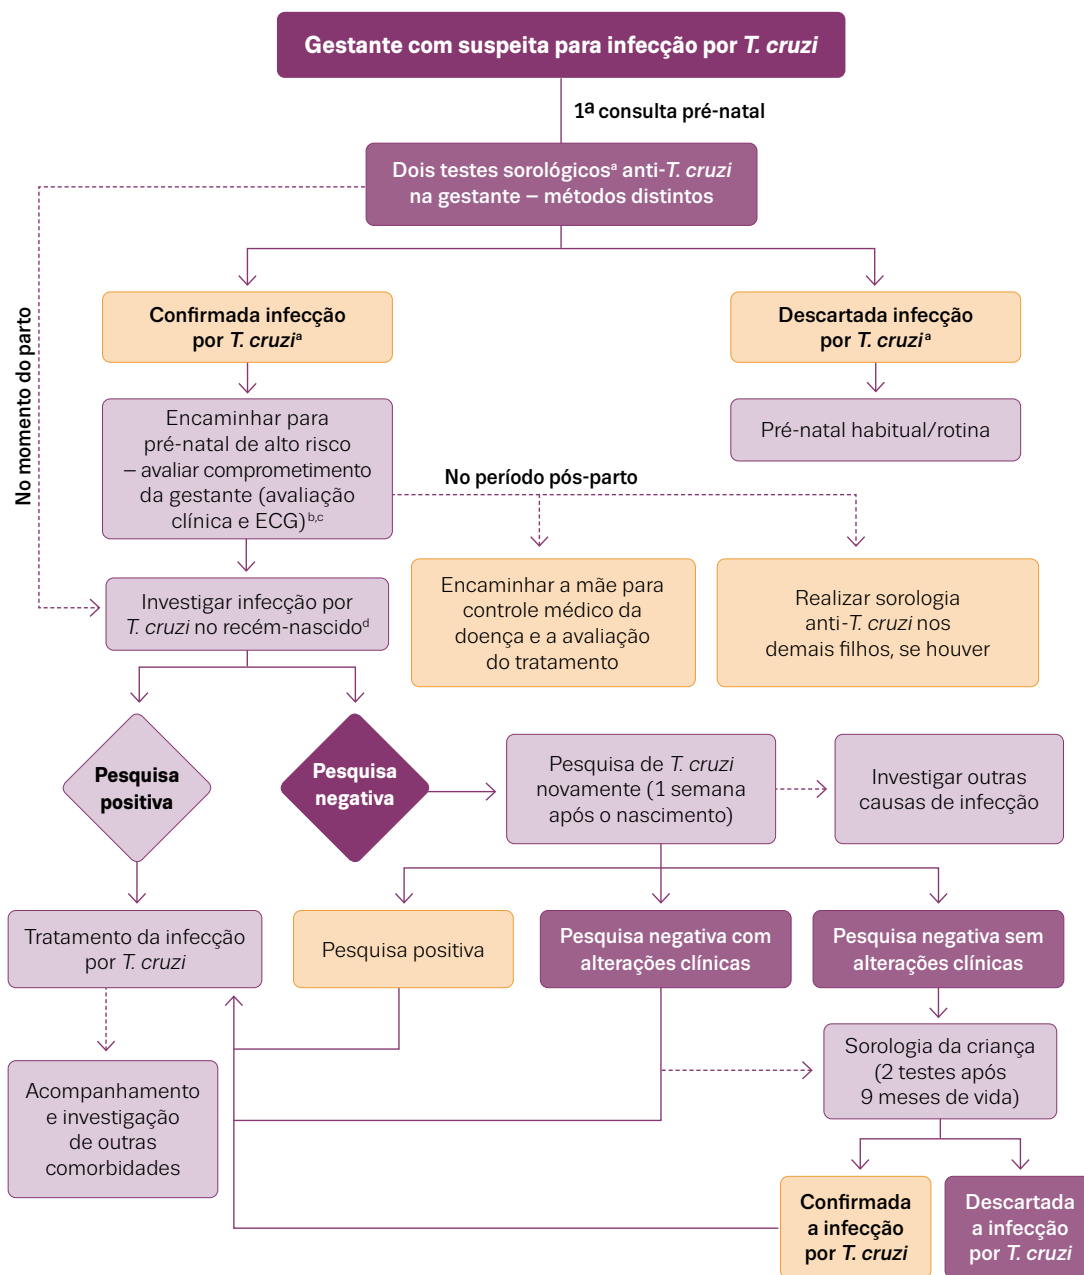 Gestante com suspeita para infecção por T. cruzi
1ª consulta pré-natal
Dois testes sorológicosᵃ anti-T. cruzi
na gestante – métodos distintos
No momento do parto
Confirmada infecção
por T. cruziᵃ
Descartada infecção
por T. cruziᵃ
Encaminhar para
pré-natal de alto risco
– avaliar comprometimento
da gestante (avaliação
clínica e ECG)ᵇ,ᶜ
Pré-natal habitual/rotina
No período pós-parto
Encaminhar a mãe para
controle médico da
doença e a avaliação
do tratamento
Realizar sorologia
anti-T. cruzi nos
demais filhos, se houver
Investigar infecção por
T. cruzi no recém-nascidoᵈ
Pesquisa
positiva
Pesquisa
negativa
Pesquisa de T. cruzi
novamente (1 semana
após o nascimento)
Investigar outras
causas de infecção
Tratamento da infecção
por T. cruzi
Pesquisa positiva
Pesquisa negativa com
alterações clínicas
Pesquisa negativa sem
alterações clínicas
Acompanhamento
e investigação
de outras
comorbidades
Sorologia da criança
(2 testes após
9 meses de vida)
Confirmada
a infecção
por T. cruzi
Descartada
a infecção
por T. cruzi